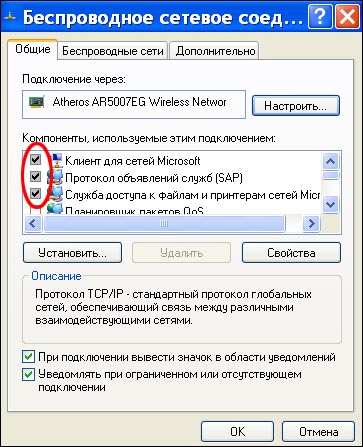 Беспроводное сетевое соед...
Общие
Беспроводные сети
Дополнительно
Подключение через:
Atheros AR5007EG Wireless Networ
Настроить...
Компоненты, используемые этим подключением:
Клиент для сетей Microsoft
Протокол объявлений служб (SAP)
Служба доступа к файлам и принтерам сетей Micr
Планировщик пакетов QoS
Установить...
Удалить
Свойства
Описание
Протокол TCP/IP - стандартный протокол глобальных
сетей, обеспечивающий связь между различными
взаимодействующими сетями.
При подключении вывести значок в области уведомлений
Уведомлять при ограниченном или отсутствующем
подключении
OK
Отмена